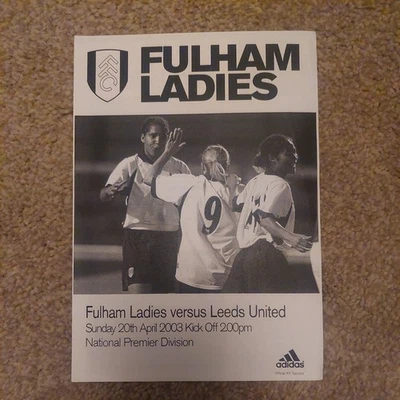 FFC
FULHAM
LADIES
9
Fulham Ladies versus Leeds United
Sunday 20th April 2003 Kick Off 2.00pm
National Premier Division
adidas